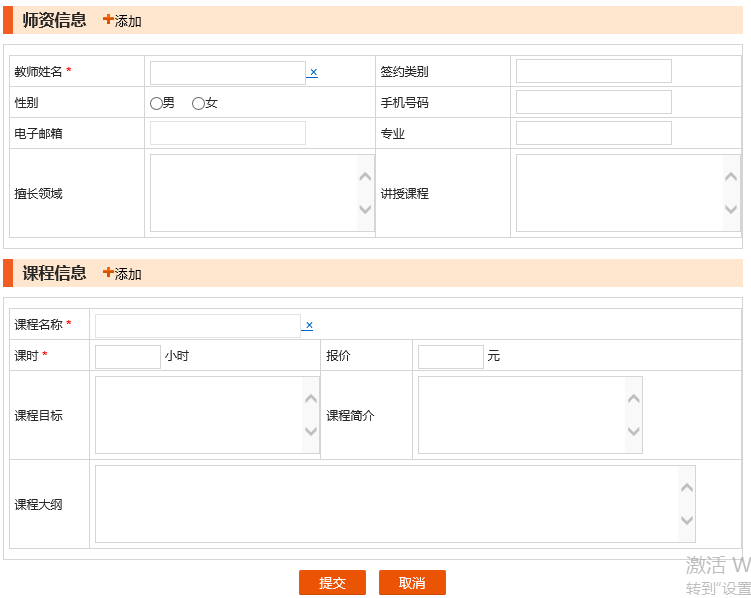 师资信息 +添加
教师姓名 * × 签约类别
性别 男 女 手机号码
电子邮箱 专业
擅长领域 讲授课程
课程信息 +添加
课程名称 * ×
课时 * 小时 报价 元
课程目标 课程简介
课程大纲
提交 取消
激活 W
转到"设置